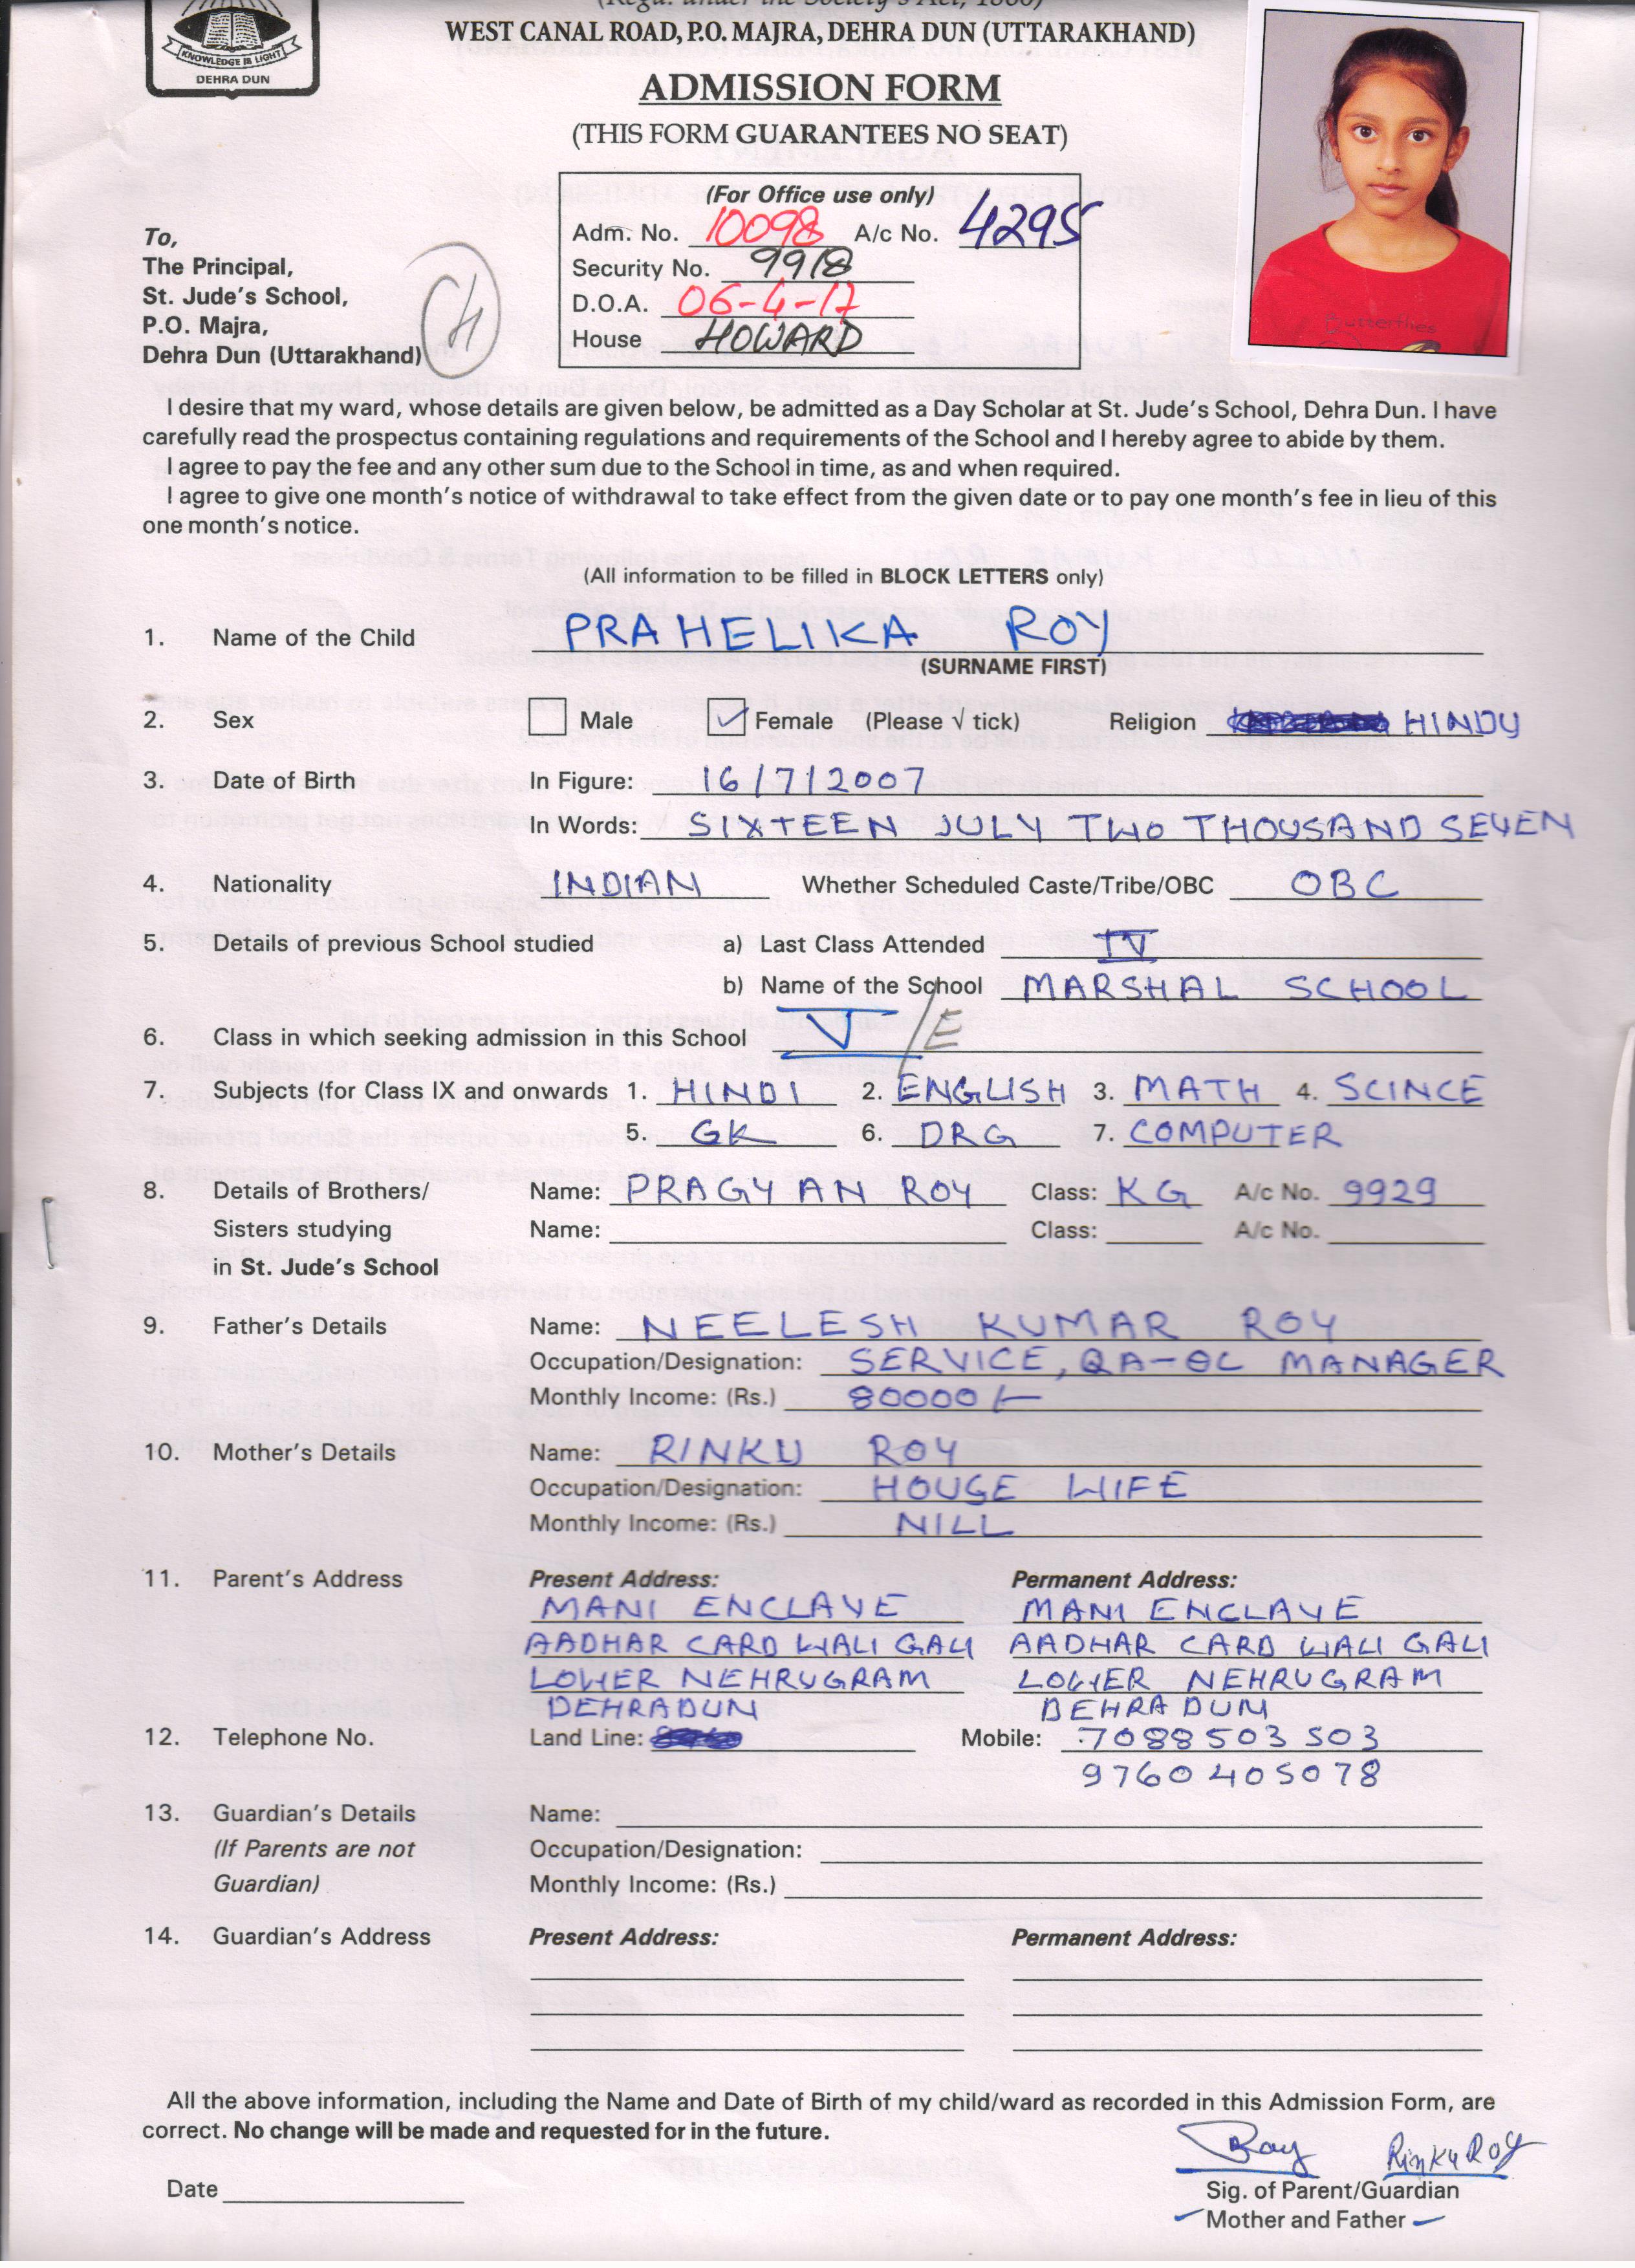 (Regd. under the Society's Act, 1860)
WEST CANAL ROAD, P.O. MAJRA, DEHRA DUN (UTTARAKHAND)
KNOWLEDGE IS LIGHT
DEHRA DUN
ADMISSION FORM
(THIS FORM GUARANTEES NO SEAT)
(For Office use only)
Adm. No. 10098 A/c No. 4295
Security No. 9918
D.O.A. 06-4-17
House HOWARD
To,
The Principal,
St. Jude's School,
P.O. Majra,
Dehra Dun (Uttarakhand)
I desire that my ward, whose details are given below, be admitted as a Day Scholar at St. Jude's School, Dehra Dun. I have
carefully read the prospectus containing regulations and requirements of the School and I hereby agree to abide by them.
I agree to pay the fee and any other sum due to the School in time, as and when required.
I agree to give one month's notice of withdrawal to take effect from the given date or to pay one month's fee in lieu of this
one month's notice.
(All information to be filled in BLOCK LETTERS only)
1. Name of the Child PRAHELIKA ROY
(SURNAME FIRST)
2. Sex Male Female (Please √ tick) Religion HINDU
3. Date of Birth In Figure: 16/7/2007
In Words: SIXTEEN JULY TWO THOUSAND SEVEN
4. Nationality INDIAN Whether Scheduled Caste/Tribe/OBC OBC
5. Details of previous School studied a) Last Class Attended IV
b) Name of the School MARSHAL SCHOOL
6. Class in which seeking admission in this School V/E
7. Subjects (for Class IX and onwards 1. HINDI 2. ENGLISH 3. MATH 4. SCINCE
5. GK 6. DRG 7. COMPUTER
8. Details of Brothers/ Name: PRAGYAN ROY Class: KG A/c No. 9929
Sisters studying Name: Class: A/c No.
in St. Jude's School
9. Father's Details Name: NEELESH KUMAR ROY
Occupation/Designation: SERVICE, QA-QC MANAGER
Monthly Income: (Rs.) 80000/-
10. Mother's Details Name: RINKU ROY
Occupation/Designation: HOUGE WIFE
Monthly Income: (Rs.) NILL
11. Parent's Address Present Address: Permanent Address:
MANI ENCLAVE MANI ENCLAVE
AADHAR CARD WALI GALI AADHAR CARD WALI GALI
LOWER NEHRUGRAM LOWER NEHRUGRAM
DEHRADUN DEHRADUN
12. Telephone No. Land Line: Mobile: 7088503503
9760405078
13. Guardian's Details Name:
(If Parents are not Occupation/Designation:
Guardian) Monthly Income: (Rs.)
14. Guardian's Address Present Address: Permanent Address:
All the above information, including the Name and Date of Birth of my child/ward as recorded in this Admission Form, are
correct. No change will be made and requested for in the future.
Roy Rinku Roy
Date Sig. of Parent/Guardian
Mother and Father